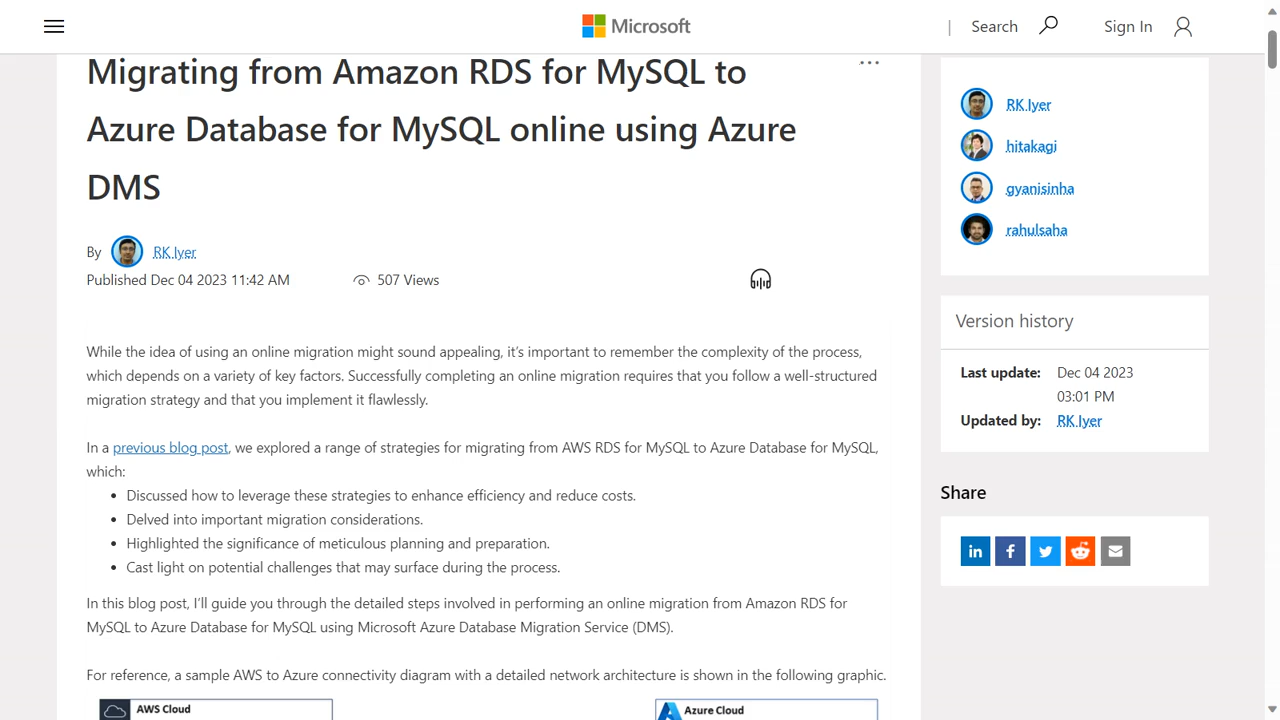 Microsoft
|
Search
Sign In
Migrating from Amazon RDS for MySQL to
Azure Database for MySQL online using Azure
DMS
By RK Iyer
Published Dec 04 2023 11:42 AM
507 Views
While the idea of using an online migration might sound appealing, it’s important to remember the complexity of the process,
which depends on a variety of key factors. Successfully completing an online migration requires that you follow a well-structured
migration strategy and that you implement it flawlessly.
In a previous blog post, we explored a range of strategies for migrating from AWS RDS for MySQL to Azure Database for MySQL,
which:
• Discussed how to leverage these strategies to enhance efficiency and reduce costs.
• Delved into important migration considerations.
• Highlighted the significance of meticulous planning and preparation.
• Cast light on potential challenges that may surface during the process.
In this blog post, I’ll guide you through the detailed steps involved in performing an online migration from Amazon RDS for
MySQL to Azure Database for MySQL using Microsoft Azure Database Migration Service (DMS).
For reference, a sample AWS to Azure connectivity diagram with a detailed network architecture is shown in the following graphic.
AWS Cloud
Azure Cloud
RK Iyer
hitakagi
gyanisinha
rahulsaha
Version history
Last update: Dec 04 2023
03:01 PM
Updated by: RK Iyer
Share